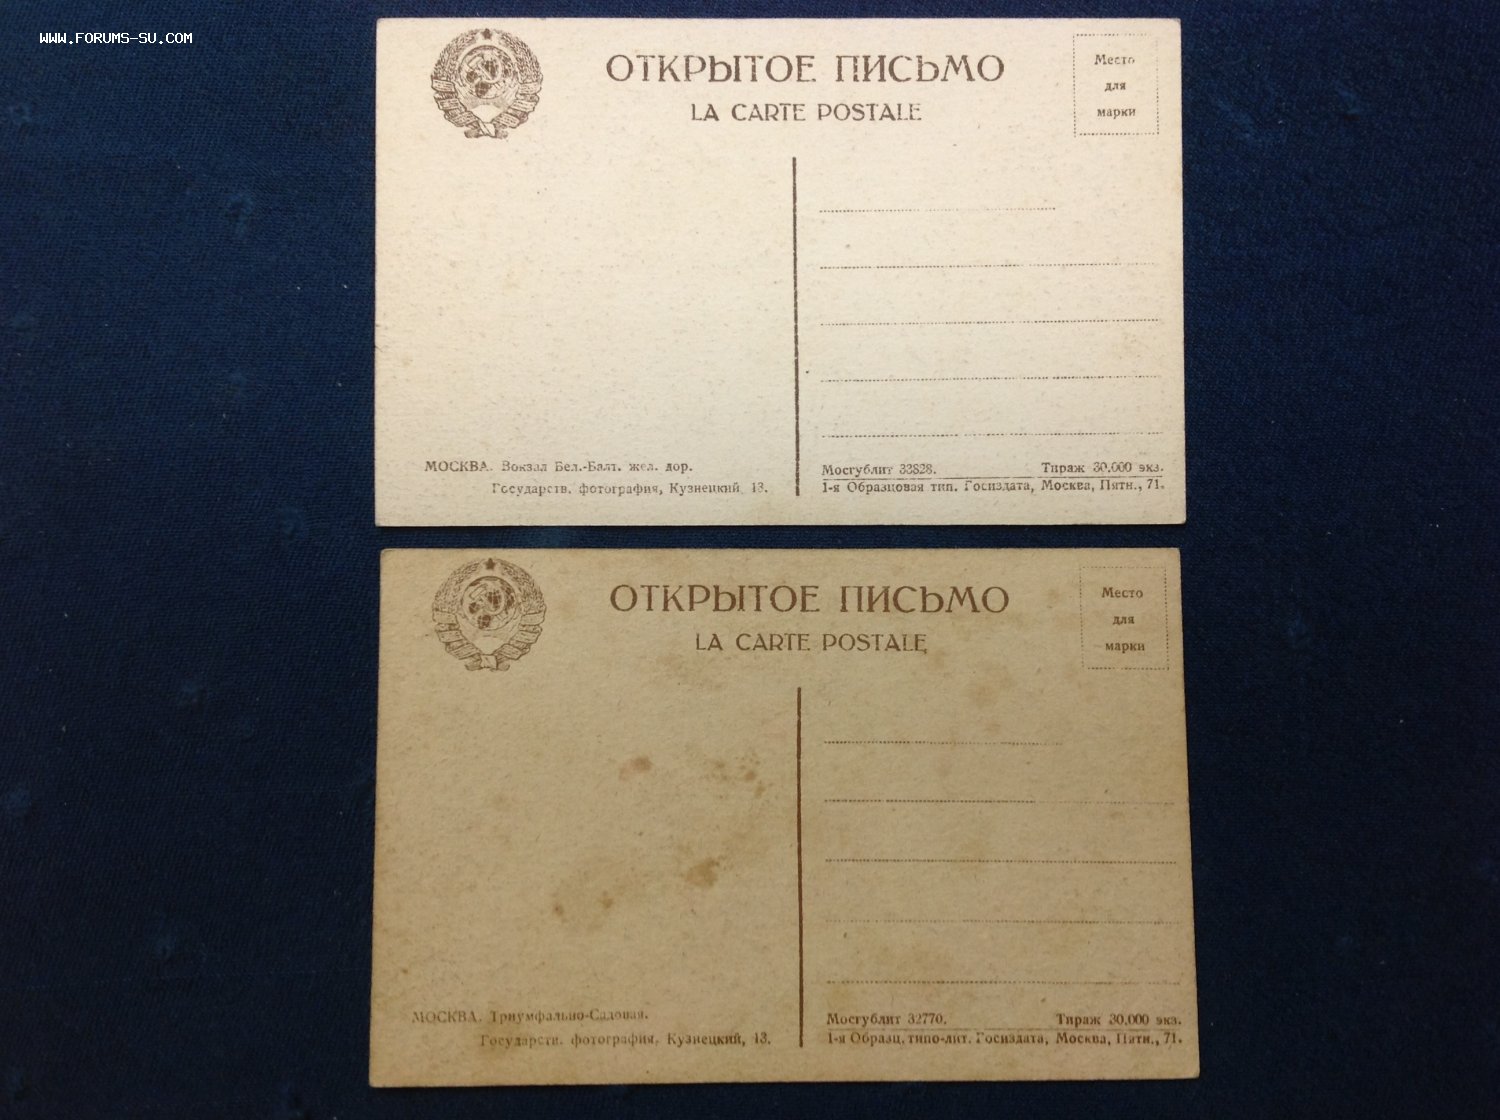 WWW.FORUMS-SU.COM
ОТКРЫТОЕ ПИСЬМО
LA CARTE POSTALE
Место
для
марки
МОСКВА. Вокзал Бел.-Балт. жел. дор.
Государств. фотография, Кузнецкий, 13.
Мосгублит 33828. Тираж 30.000 экз.
1-я Образцовая тип. Госиздата, Москва, Пятн., 71.
ОТКРЫТОЕ ПИСЬМО
LA CARTE POSTALE
Место
для
марки
МОСКВА. Триумфально-Садовая.
Государств. фотография, Кузнецкий, 13.
Мосгублит 32770. Тираж 30.000 экз.
1-я Образц. типо-лит. Госиздата, Москва, Пятн., 71.